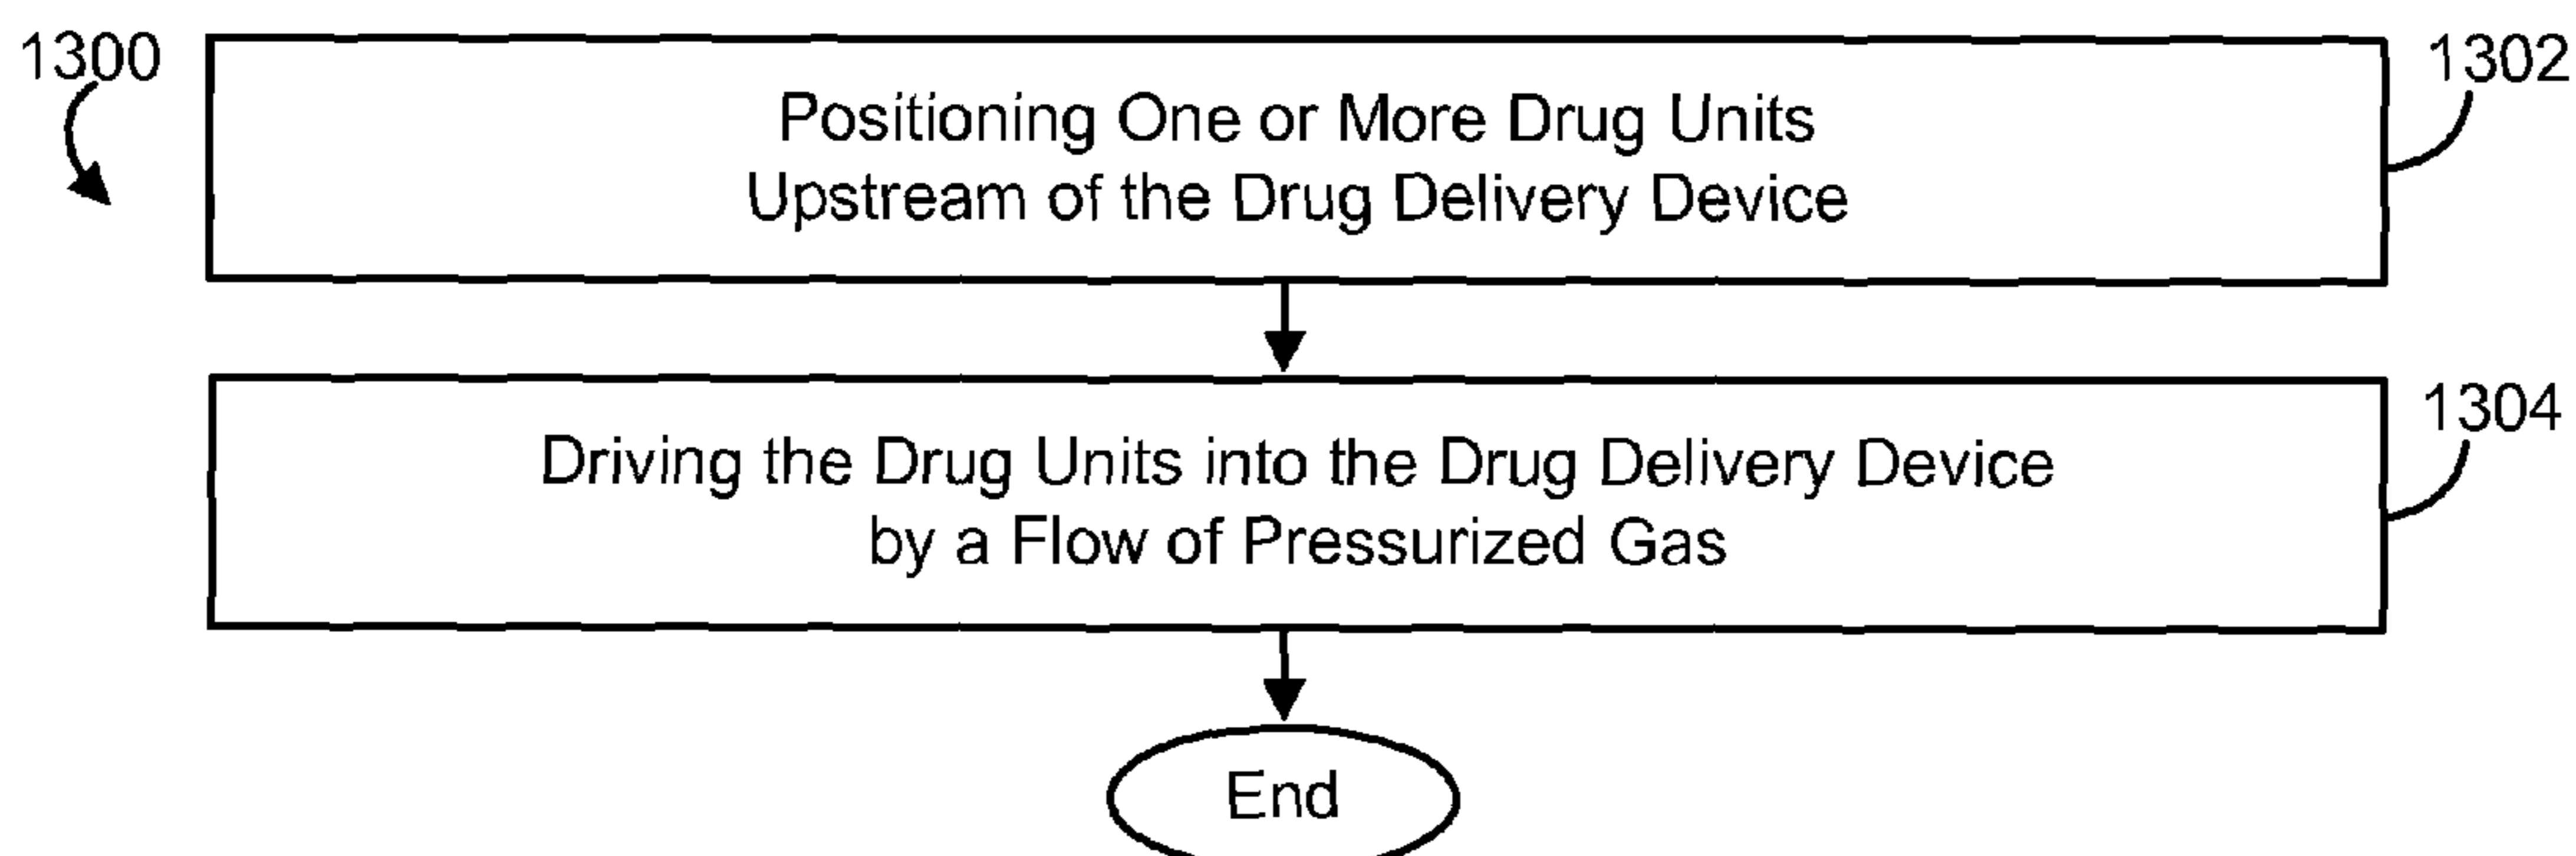 1300
1302
Positioning One or More Drug Units
Upstream of the Drug Delivery Device
1304
Driving the Drug Units into the Drug Delivery Device
by a Flow of Pressurized Gas
End